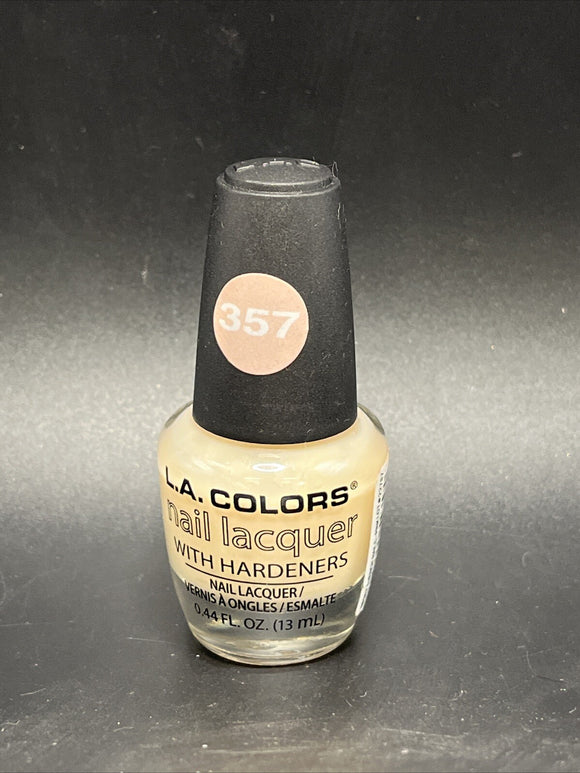 357
L.A. COLORS®
nail lacquer
WITH HARDENERS
NAIL LACQUER /
VERNIS À ONGLES / ESMALTE
0.44 FL. OZ. (13 mL)